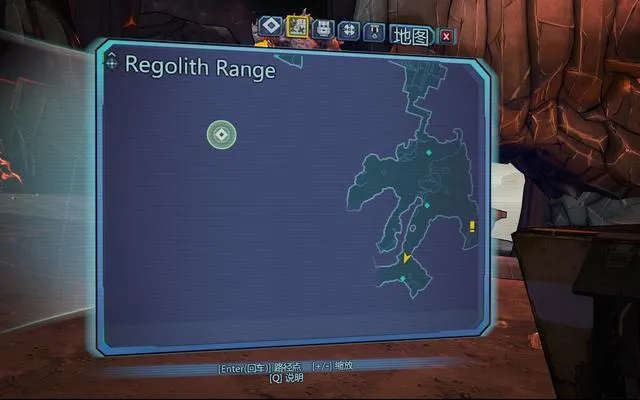 地图
Regolith Range
[Enter(回车)] 路径点 [+/-] 缩放
[Q] 说明